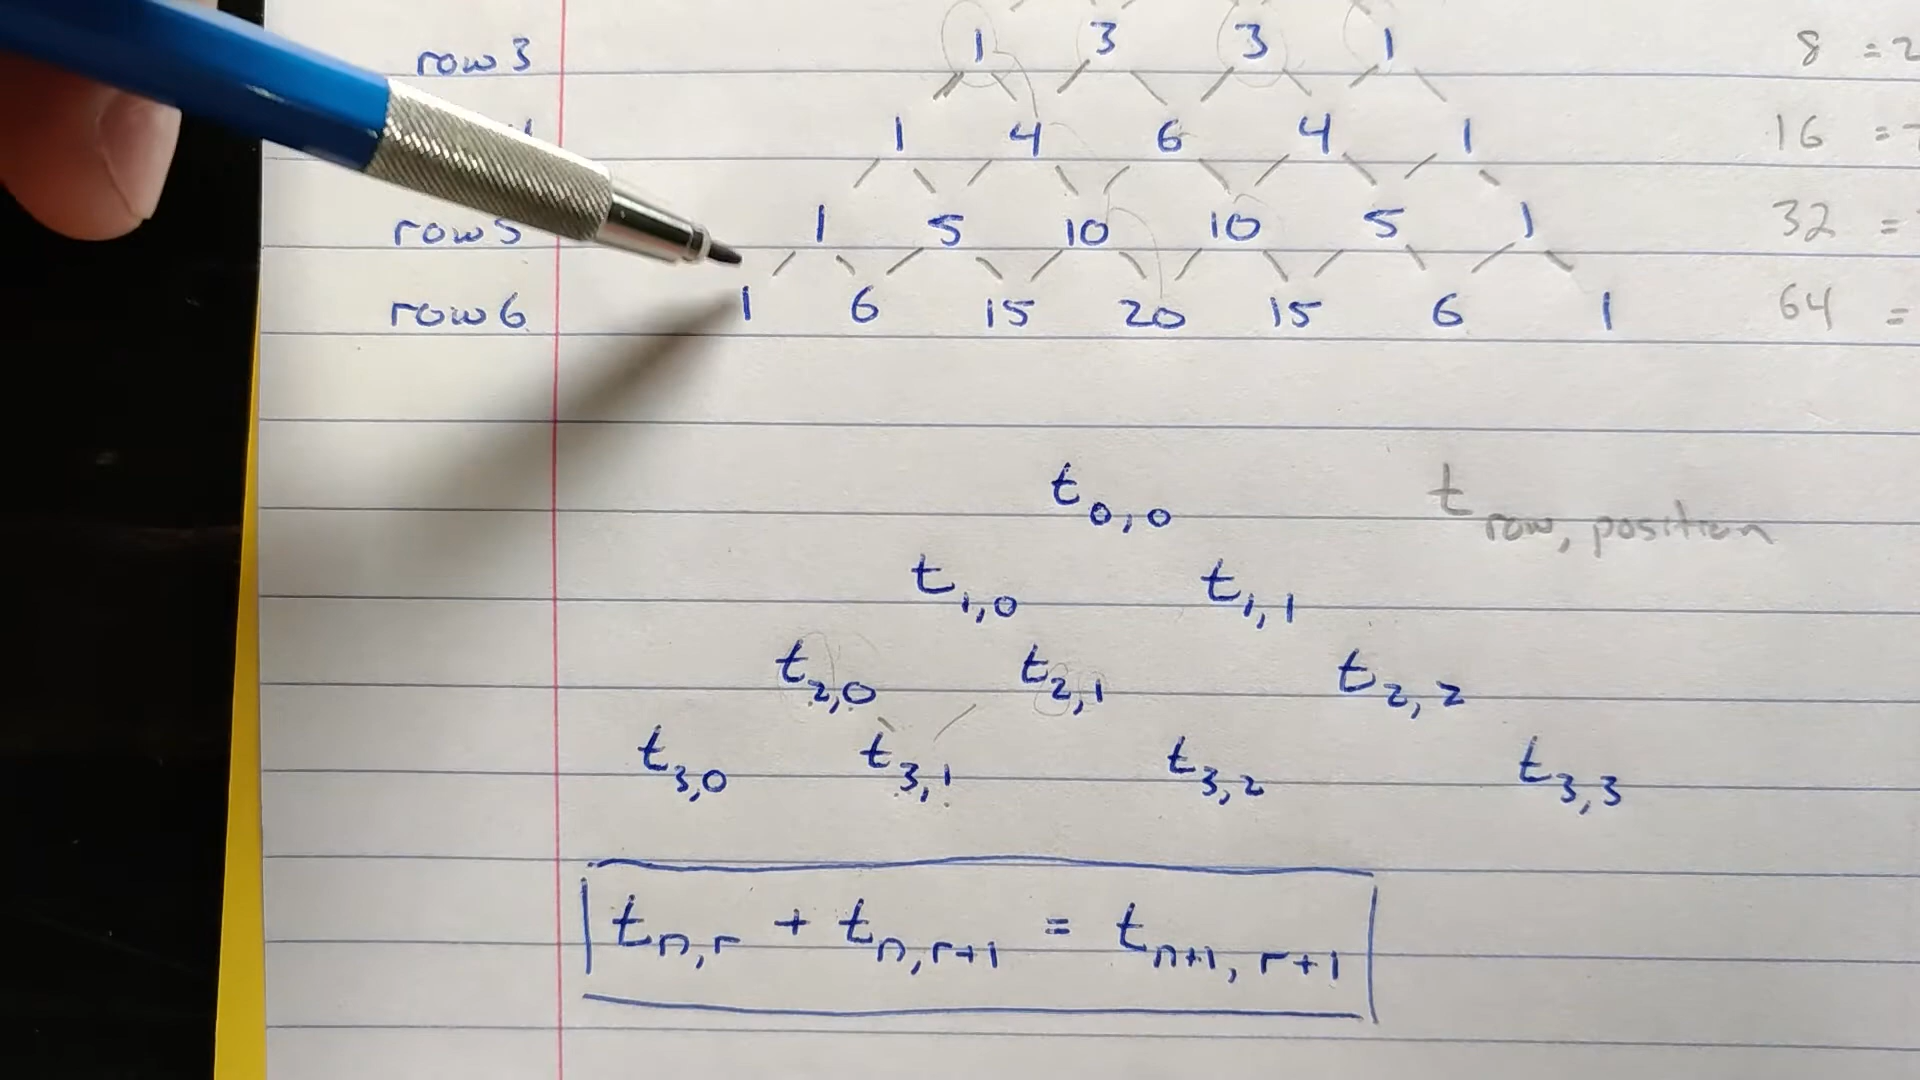 row 3 1 3 3 1 8 = 2
1 4 6 4 1 16 =
row 5 1 5 10 10 5 1 32 =
row 6 1 6 15 20 15 6 1 64 =
t0,0 trow, position
t1,0 t1,1
t2,0 t2,1 t2,2
t3,0 t3,1 t3,2 t3,3
tn,r + tn,r+1 = tn+1, r+1